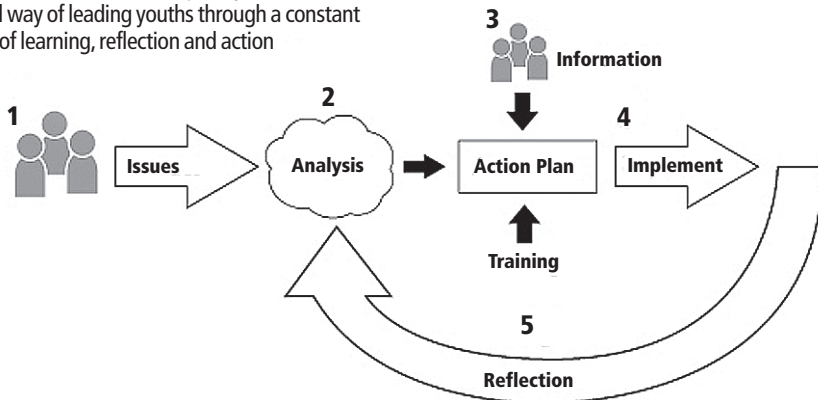 way of leading youths through a constant
of learning, reflection and action
3
Information
1
2
4
Issues
Analysis
Action Plan
Implement
Training
5
Reflection